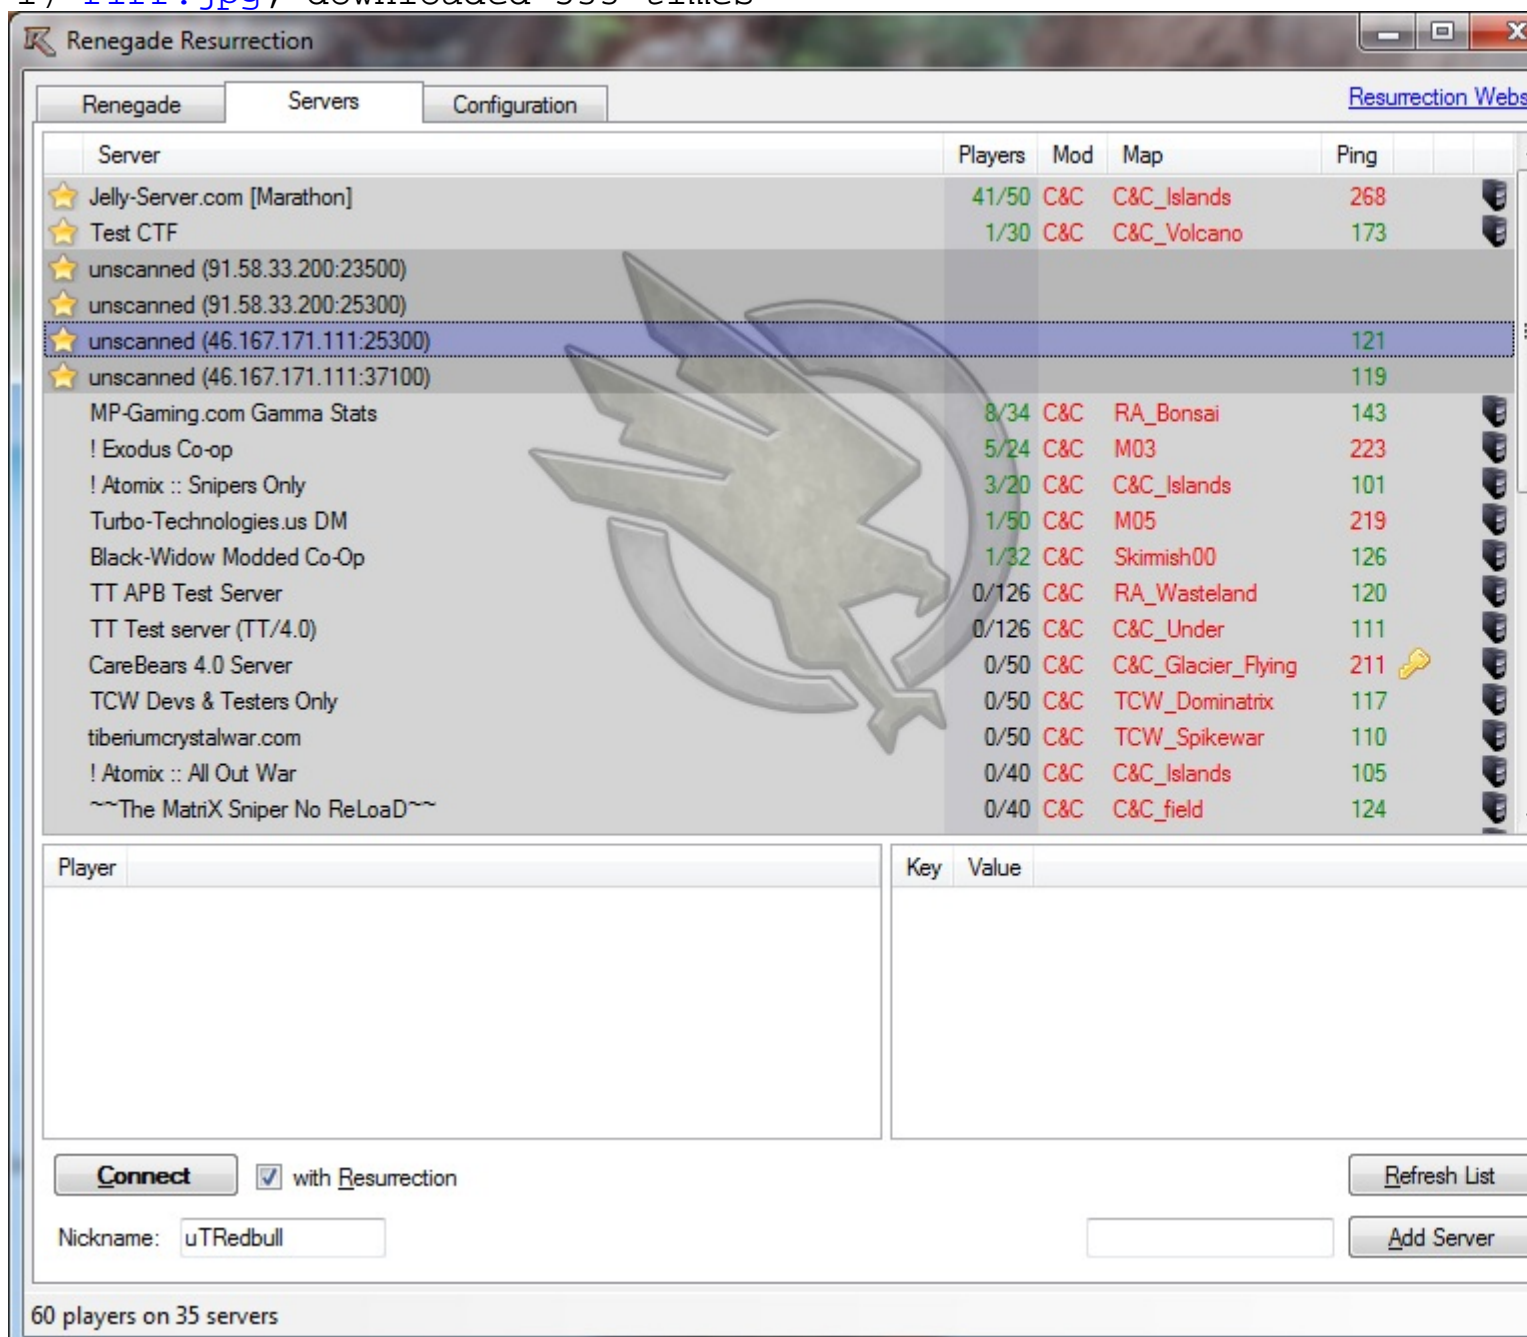 Renegade Resurrection
Renegade Servers Configuration Resurrection Webs
Server Players Mod Map Ping
Jelly-Server.com [Marathon] 41/50 C&C C&C_Islands 268
Test CTF 1/30 C&C C&C_Volcano 173
unscanned (91.58.33.200:23500)
unscanned (91.58.33.200:25300)
unscanned (46.167.171.111:25300) 121
unscanned (46.167.171.111:37100) 119
MP-Gaming.com Gamma Stats 8/34 C&C RA_Bonsai 143
! Exodus Co-op 5/24 C&C M03 223
! Atomix :: Snipers Only 3/20 C&C C&C_Islands 101
Turbo-Technologies.us DM 1/50 C&C M05 219
Black-Widow Modded Co-Op 1/32 C&C Skirmish00 126
TT APB Test Server 0/126 C&C RA_Wasteland 120
TT Test server (TT/4.0) 0/126 C&C C&C_Under 111
CareBears 4.0 Server 0/50 C&C C&C_Glacier_Flying 211
TCW Devs & Testers Only 0/50 C&C TCW_Dominatrix 117
tiberiumcrystalwar.com 0/50 C&C TCW_Spikewar 110
! Atomix :: All Out War 0/40 C&C C&C_Islands 105
~~The MatriX Sniper No ReLoaD~~ 0/40 C&C C&C_field 124
Player Key Value
Connect with Resurrection Refresh List
Nickname: uTRedbull Add Server
60 players on 35 servers